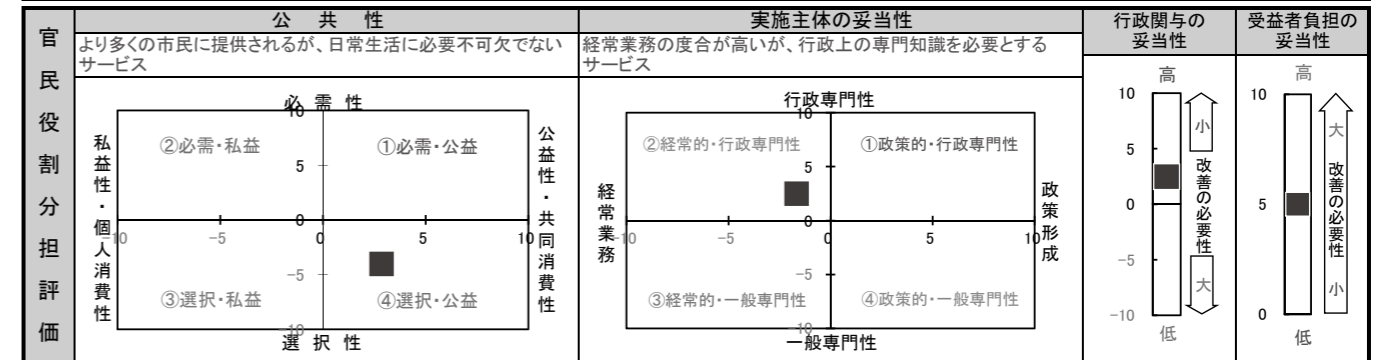 官民役割分担評価
公共性
より多くの市民に提供されるが、日常生活に必要不可欠でない
サービス
必需性
10
5
0
-5
-10
-10
-5
0
5
10
②必需・私益
①必需・公益
③選択・私益
④選択・公益
私益性・個人消費性
公益性・共同消費性
選択性
実施主体の妥当性
経常業務の度合が高いが、行政上の専門知識を必要とする
サービス
行政専門性
10
5
0
-5
-10
-10
-5
0
5
10
②経常的・行政専門性
①政策的・行政専門性
③経常的・一般専門性
④政策的・一般専門性
経常業務
政策形成
一般専門性
行政関与の
妥当性
高
10
5
0
-5
-10
低
小
改善の必要性
大
受益者負担の
妥当性
高
10
5
0
低
大
改善の必要性
小